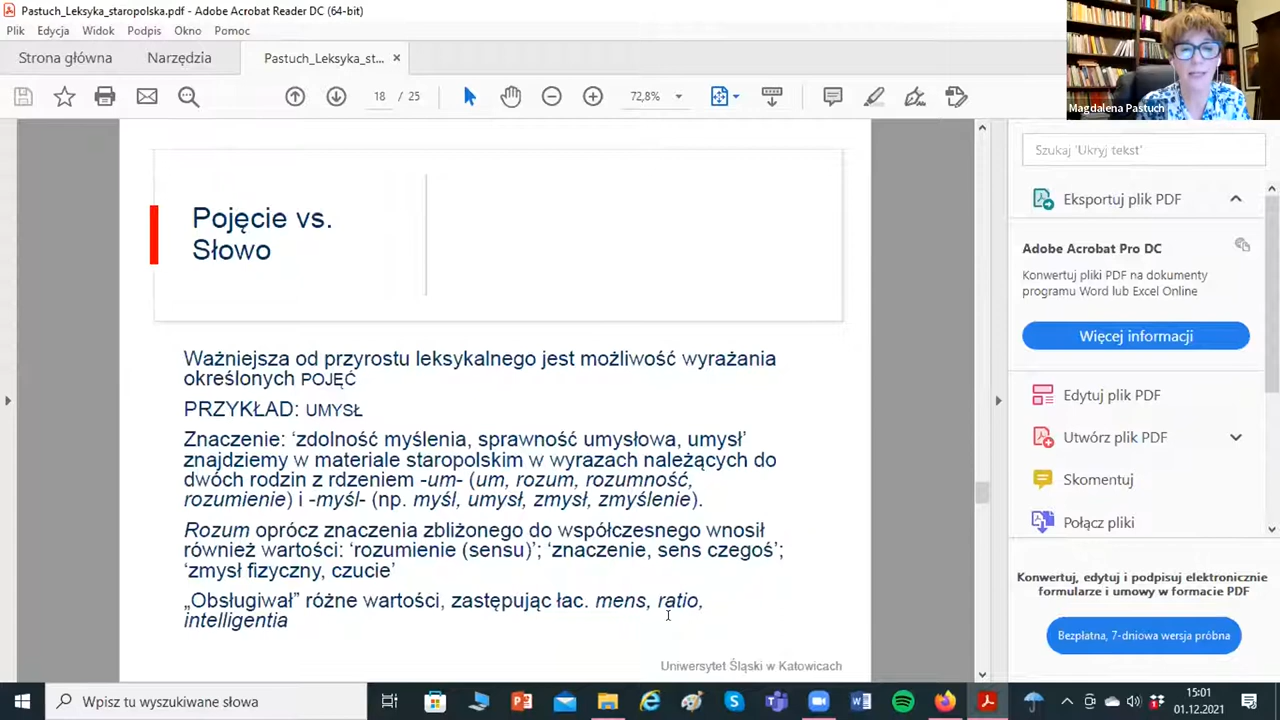 Pastuch_Leksyka_staropolska.pdf - Adobe Acrobat Reader DC (64-bit)
Plik Edycja Widok Podpis Okno Pomoc
Strona główna Narzędzia Pastuch_Leksyka_st... ×
18 / 25 72,8%
Magdalena Pastuch
Pojęcie vs.
Słowo
Ważniejsza od przyrostu leksykalnego jest możliwość wyrażania
określonych POJĘĆ
PRZYKŁAD: UMYSŁ
Znaczenie: ‘zdolność myślenia, sprawność umysłowa, umysł’
znajdziemy w materiale staropolskim w wyrazach należących do
dwóch rodzin z rdzeniem -um- (um, rozum, rozumność,
rozumienie) i -myśl- (np. myśl, umysł, zmysł, zmyślenie).
Rozum oprócz znaczenia zbliżonego do współczesnego wnosił
również wartości: ‘rozumienie (sensu)’; ‘znaczenie, sens czegoś’;
‘zmysł fizyczny, czucie’
„Obsługiwał” różne wartości, zastępując łac. mens, ratio,
intelligentia
Uniwersytet Śląski w Katowicach
Szukaj 'Ukryj tekst'
Eksportuj plik PDF
Adobe Acrobat Pro DC
Konwertuj pliki PDF na dokumenty
programu Word lub Excel Online
Więcej informacji
Edytuj plik PDF
Utwórz plik PDF
Skomentuj
Połącz pliki
Konwertuj, edytuj i podpisuj elektronicznie
formularze i umowy w formacie PDF
Bezpłatna, 7-dniowa wersja próbna
Wpisz tu wyszukiwane słowa
15:01
01.12.2021